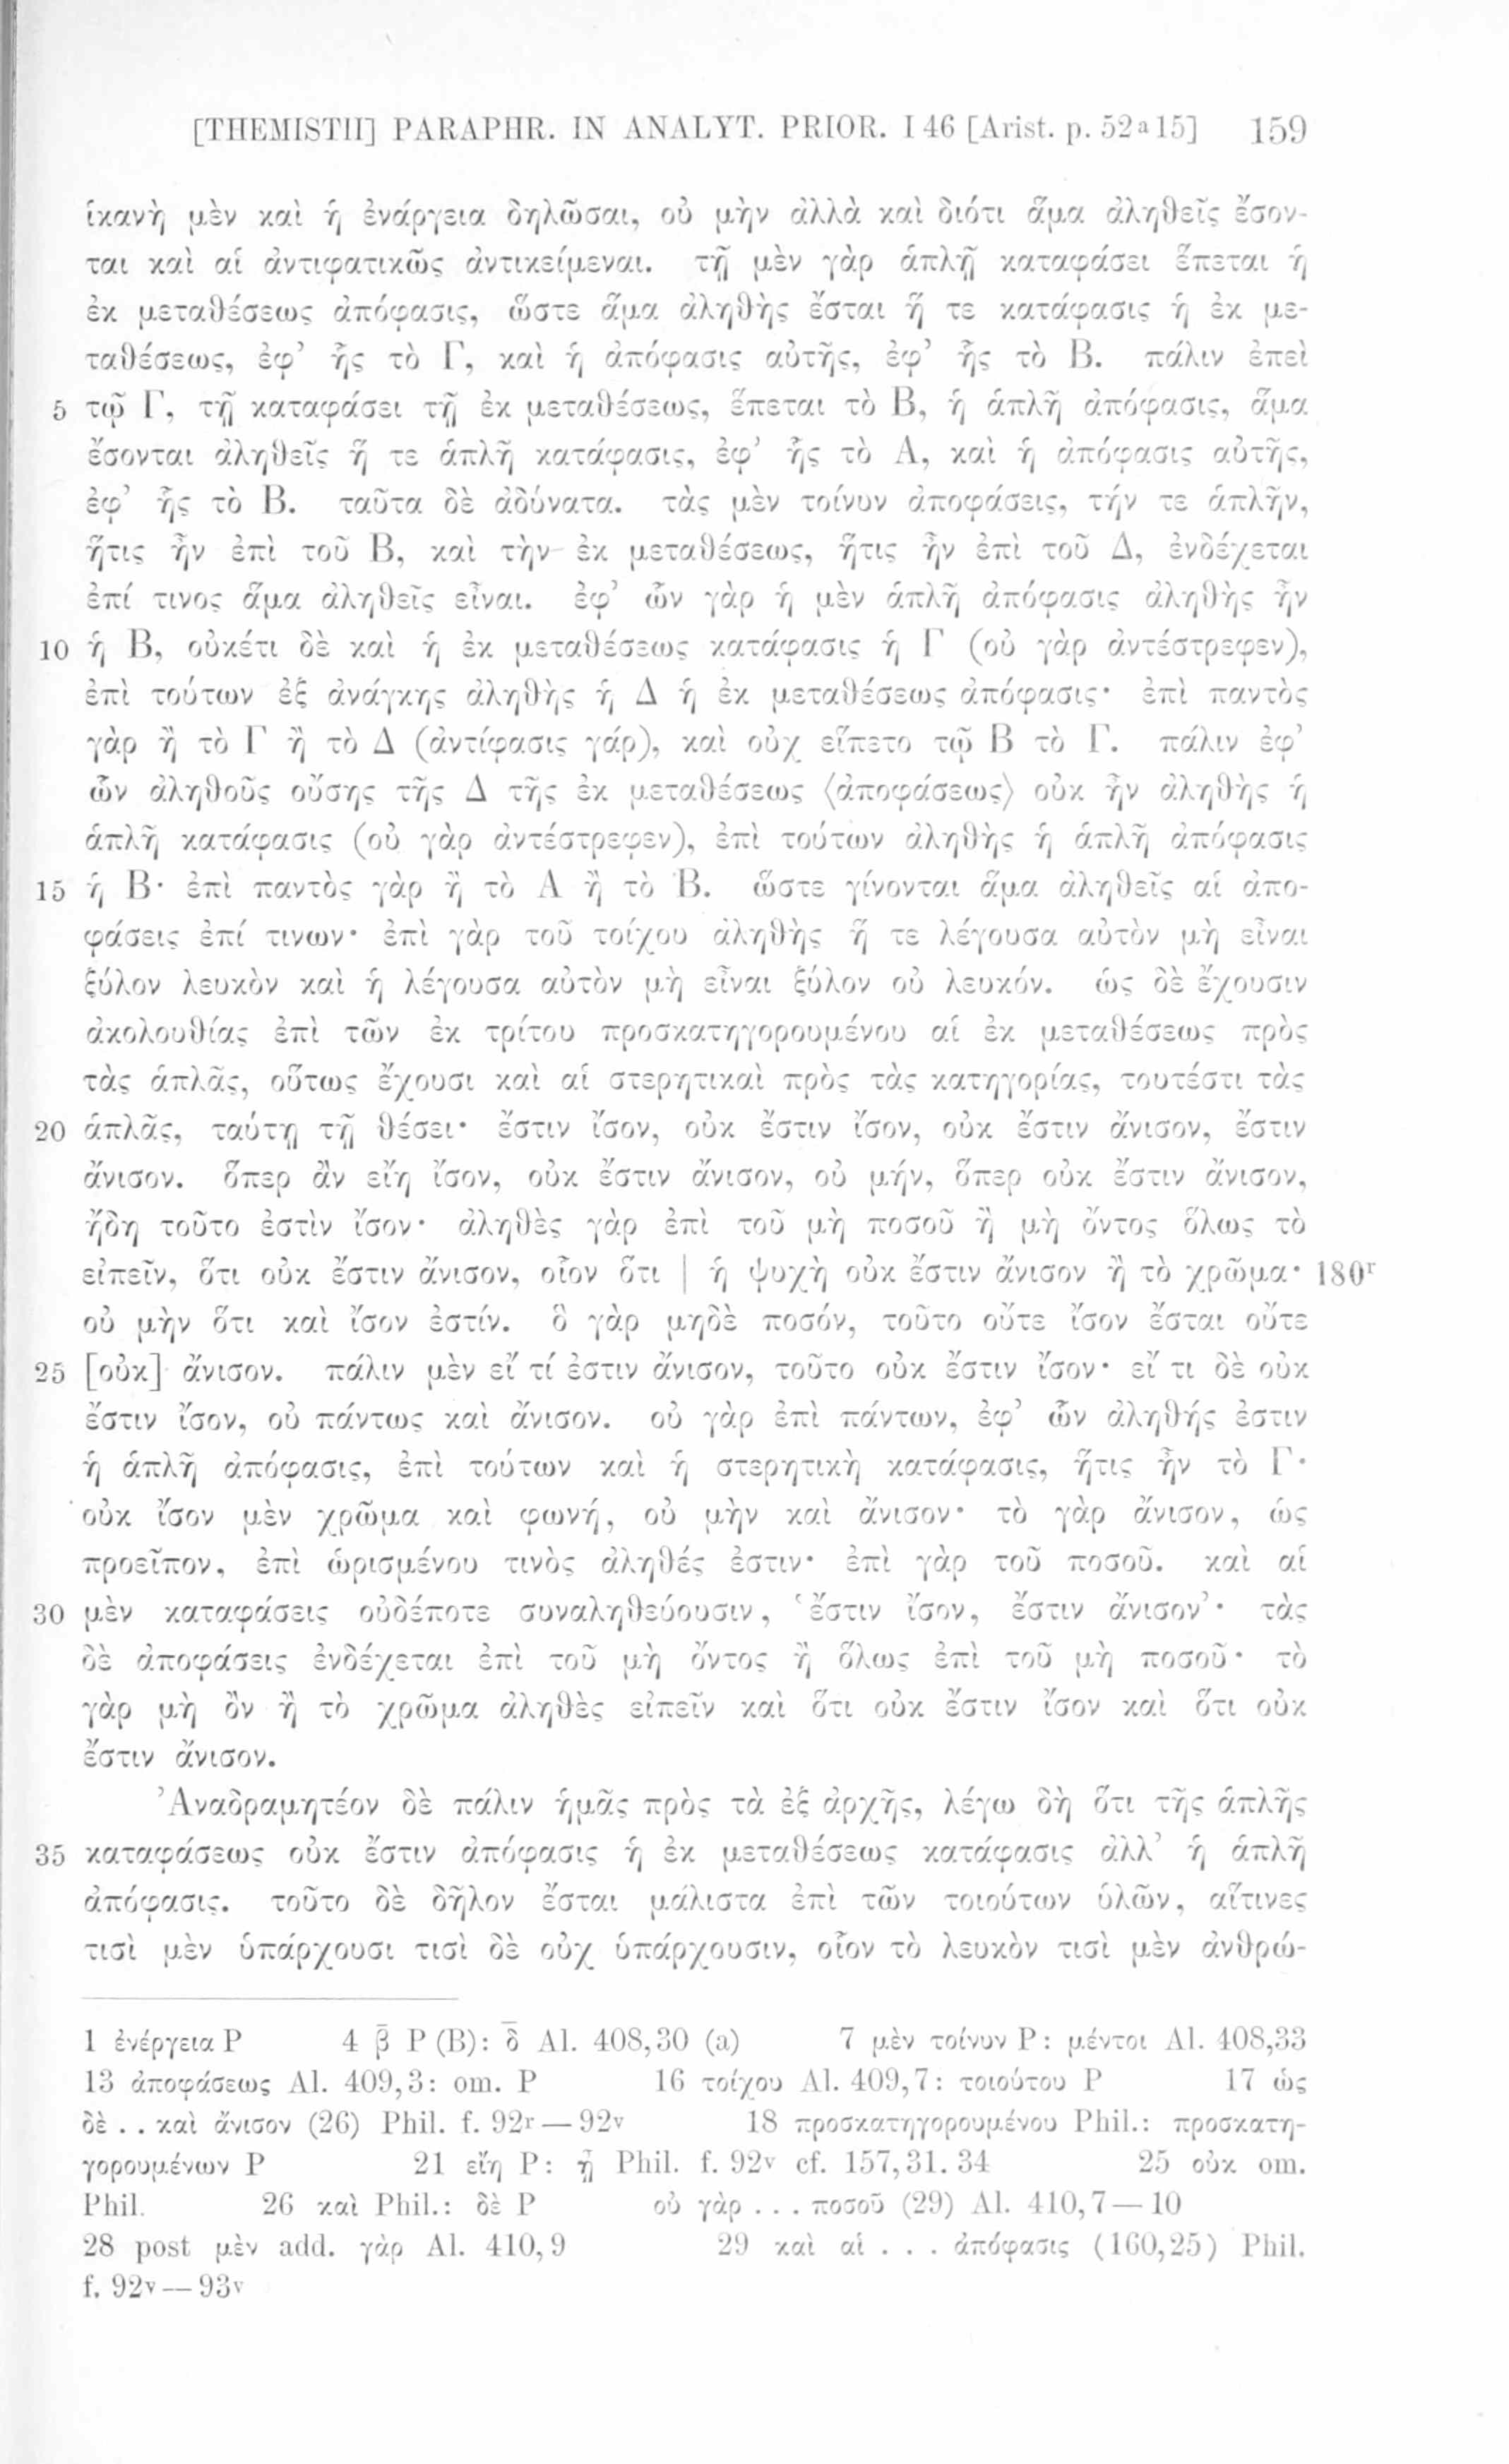 [THEMISTII] PARAPHR. IN ANALYT. PRIOR. I 46 [Arist. p. 52a15] 159
ἱκανὴ μὲν καὶ ἡ ἐνάργεια δηλῶσαι, οὐ μὴν ἀλλὰ καὶ διότι ἅμα ἀληθεῖς ἔσον-
ται καὶ αἱ ἀντιφατικῶς ἀντικείμεναι. τῇ μὲν γὰρ ἁπλῇ καταφάσει ἕπεται ἡ
ἐκ μεταθέσεως ἀπόφασις, ὥστε ἅμα ἀληθὴς ἔσται ἥ τε κατάφασις ἡ ἐκ με-
ταθέσεως, ἐφ’ ἧς τὸ Γ, καὶ ἡ ἀπόφασις αὐτῆς, ἐφ’ ἧς τὸ Β. πάλιν ἐπεὶ
5 τῷ Γ, τῇ καταφάσει τῇ ἐκ μεταθέσεως, ἕπεται τὸ Β, ἡ ἁπλῆ ἀπόφασις, ἅμα
ἔσονται ἀληθεῖς ἥ τε ἁπλῆ κατάφασις, ἐφ’ ἧς τὸ Α, καὶ ἡ ἀπόφασις αὐτῆς,
ἐφ’ ἧς τὸ Β. ταῦτα δὲ ἀδύνατα. τὰς μὲν τοίνυν ἀποφάσεις, τήν τε ἁπλῆν,
ἥτις ἦν ἐπὶ τοῦ Β, καὶ τὴν ἐκ μεταθέσεως, ἥτις ἦν ἐπὶ τοῦ Δ, ἐνδέχεται
ἐπί τινος ἅμα ἀληθεῖς εἶναι. ἐφ’ ὧν γὰρ ἡ μὲν ἁπλῆ ἀπόφασις ἀληθὴς ἦν
10 ἡ Β, οὐκέτι δὲ καὶ ἡ ἐκ μεταθέσεως κατάφασις ἡ Γ (οὐ γὰρ ἀντέστρεφεν),
ἐπὶ τούτων ἐξ ἀνάγκης ἀληθὴς ἡ Δ ἡ ἐκ μεταθέσεως ἀπόφασις· ἐπὶ παντὸς
γὰρ ἢ τὸ Γ ἢ τὸ Δ (ἀντίφασις γάρ), καὶ οὐχ εἵπετο τῷ Β τὸ Γ. πάλιν ἐφ’
ὧν ἀληθοῦς οὔσης τῆς Δ τῆς ἐκ μεταθέσεως ⟨ἀποφάσεως⟩ οὐκ ἦν ἀληθὴς ἡ
ἁπλῆ κατάφασις (οὐ γὰρ ἀντέστρεφεν), ἐπὶ τούτων ἀληθὴς ἡ ἁπλῆ ἀπόφασις
15 ἡ Β· ἐπὶ παντὸς γὰρ ἢ τὸ Α ἢ τὸ Β. ὥστε γίνονται ἅμα ἀληθεῖς αἱ ἀπο-
φάσεις ἐπί τινων· ἐπὶ γὰρ τοῦ τοίχου ἀληθὴς ἥ τε λέγουσα αὐτὸν μὴ εἶναι
ξύλον λευκὸν καὶ ἡ λέγουσα αὐτὸν μὴ εἶναι ξύλον οὐ λευκόν. ὡς δὲ ἔχουσιν
ἀκολουθίας ἐπὶ τῶν ἐκ τρίτου προσκατηγορουμένου αἱ ἐκ μεταθέσεως πρὸς
τὰς ἁπλᾶς, οὕτως ἔχουσι καὶ αἱ στερητικαὶ πρὸς τὰς κατηγορίας, τουτέστι τὰς
20 ἁπλᾶς, ταύτῃ τῇ θέσει· ἔστιν ἴσον, οὐκ ἔστιν ἴσον, οὐκ ἔστιν ἄνισον, ἔστιν
ἄνισον. ὅπερ ἂν εἴη ἴσον, οὐκ ἔστιν ἄνισον, οὐ μήν, ὅπερ οὐκ ἔστιν ἄνισον,
ἤδη τοῦτο ἐστὶν ἴσον· ἀληθὲς γὰρ ἐπὶ τοῦ μὴ ποσοῦ ἢ μὴ ὄντος ὅλως τὸ
εἰπεῖν, ὅτι οὐκ ἔστιν ἄνισον, οἷον ὅτι | ἡ ψυχὴ οὐκ ἔστιν ἄνισον ἢ τὸ χρῶμα· 180r
οὐ μὴν ὅτι καὶ ἴσον ἐστίν. ὃ γὰρ μηδὲ ποσόν, τοῦτο οὔτε ἴσον ἔσται οὔτε
25 [οὐκ] ἄνισον. πάλιν μὲν εἴ τί ἐστιν ἄνισον, τοῦτο οὐκ ἔστιν ἴσον· εἴ τι δὲ οὐκ
ἔστιν ἴσον, οὐ πάντως καὶ ἄνισον. οὐ γὰρ ἐπὶ πάντων, ἐφ’ ὧν ἀληθής ἐστιν
ἡ ἁπλῆ ἀπόφασις, ἐπὶ τούτων καὶ ἡ στερητικὴ κατάφασις, ἥτις ἦν τὸ Γ·
οὐκ ἴσον μὲν χρῶμα καὶ φωνή, οὐ μὴν καὶ ἄνισον· τὸ γὰρ ἄνισον, ὡς
προεῖπον, ἐπὶ ὡρισμένου τινὸς ἀληθές ἐστιν· ἐπὶ γὰρ τοῦ ποσοῦ. καὶ αἱ
30 μὲν καταφάσεις οὐδέποτε συναληθεύουσιν, ‘ἔστιν ἴσον, ἔστιν ἄνισον’· τὰς
δὲ ἀποφάσεις ἐνδέχεται ἐπὶ τοῦ μὴ ὄντος ἢ ὅλως ἐπὶ τοῦ μὴ ποσοῦ· τὸ
γὰρ μὴ ὂν ἢ τὸ χρῶμα ἀληθὲς εἰπεῖν καὶ ὅτι οὐκ ἔστιν ἴσον καὶ ὅτι οὐκ
ἔστιν ἄνισον.
Ἀναδραμητέον δὲ πάλιν ἡμᾶς πρὸς τὰ ἐξ ἀρχῆς, λέγω δὴ ὅτι τῆς ἁπλῆς
35 καταφάσεως οὐκ ἔστιν ἀπόφασις ἡ ἐκ μεταθέσεως κατάφασις ἀλλ’ ἡ ἁπλῆ
ἀπόφασις. τοῦτο δὲ δῆλον ἔσται μάλιστα ἐπὶ τῶν τοιούτων ὑλῶν, αἵτινες
τισὶ μὲν ὑπάρχουσι τισὶ δὲ οὐχ ὑπάρχουσιν, οἷον τὸ λευκὸν τισὶ μὲν ἀνθρώ-
1 ἐνέργεια P 4 β̅ P (B): δ̅ Al. 408,30 (a) 7 μὲν τοίνυν P: μέντοι Al. 408,33
13 ἀποφάσεως Al. 409,3: om. P 16 τοίχου Al. 409,7: τοιούτου P 17 ὡς
δὲ . . καὶ ἄνισον (26) Phil. f. 92r — 92v 18 προσκατηγορουμένου Phil.: προσκατη-
γορουμένων P 21 εἴη P: ᾖ Phil. f. 92v cf. 157,31. 34 25 οὐκ om.
Phil. 26 καὶ Phil.: δὲ P οὐ γὰρ . . . ποσοῦ (29) Al. 410,7—10
28 post μὲν add. γὰρ Al. 410,9 29 καὶ αἱ . . . ἀπόφασις (160,25) Phil.
f. 92v — 93v